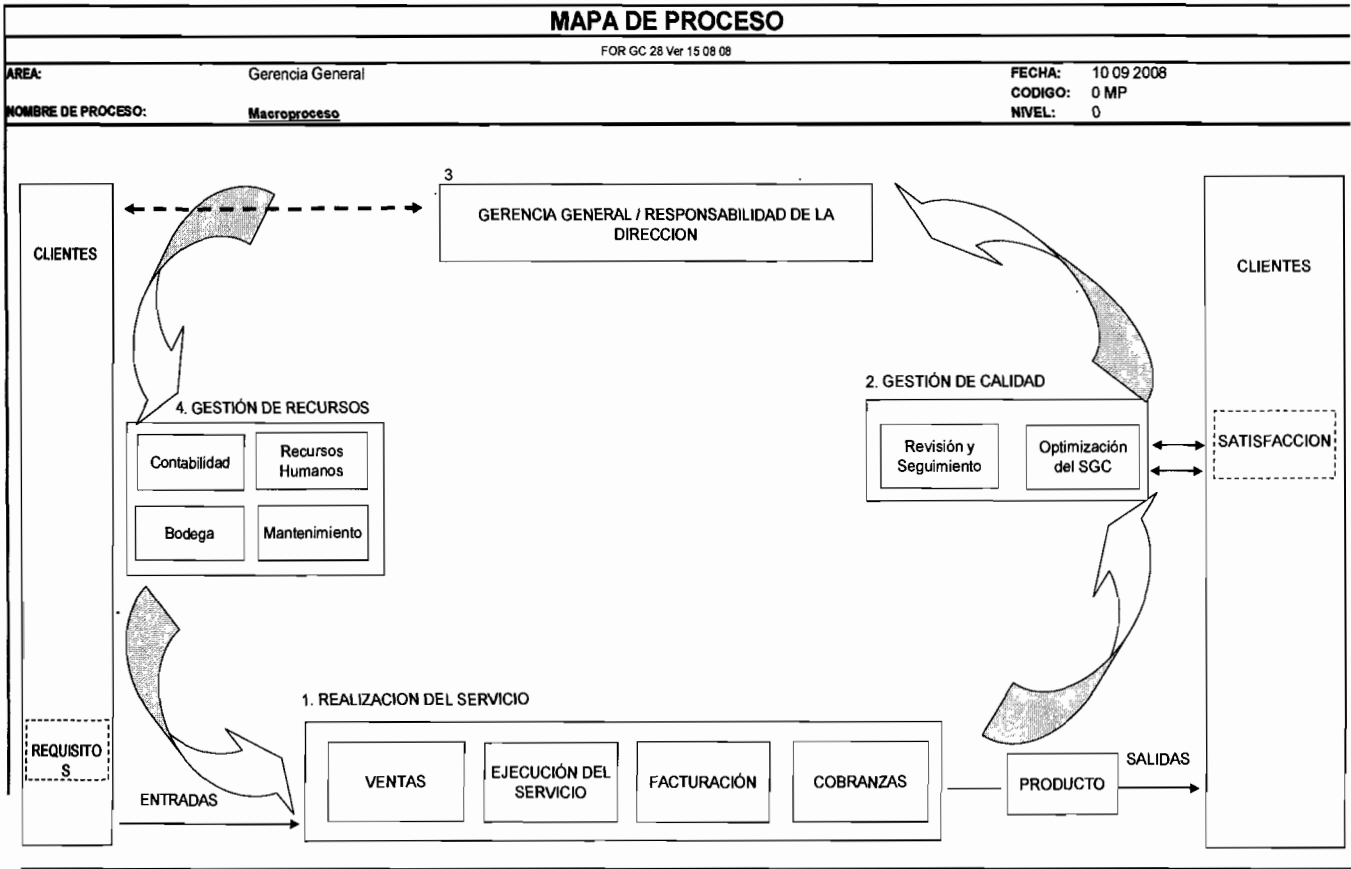 MAPA DE PROCESO
FOR GC 28 Ver 15 08 08
AREA: Gerencia General FECHA: 10 09 2008
CODIGO: 0 MP
NOMBRE DE PROCESO: Macroproceso NIVEL: 0
3
GERENCIA GENERAL / RESPONSABILIDAD DE LA
DIRECCION
CLIENTES
CLIENTES
2. GESTIÓN DE CALIDAD
Revisión y
Seguimiento
Optimización
del SGC
SATISFACCION
4. GESTIÓN DE RECURSOS
Contabilidad
Recursos
Humanos
Bodega
Mantenimiento
1. REALIZACION DEL SERVICIO
REQUISITO
S
ENTRADAS
VENTAS
EJECUCIÓN DEL
SERVICIO
FACTURACIÓN
COBRANZAS
PRODUCTO
SALIDAS